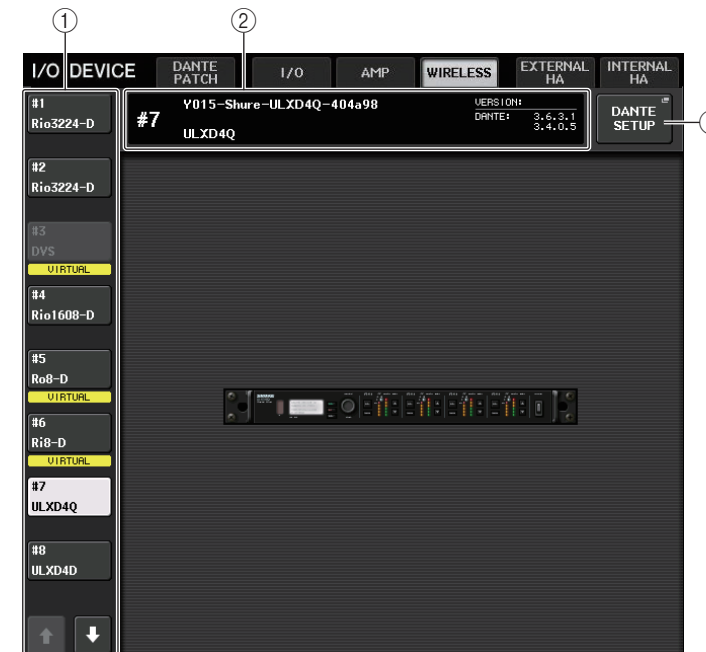 ① ②
I/O DEVICE
DANTE PATCH
I/O
AMP
WIRELESS
EXTERNAL HA
INTERNAL HA
#1
Rio3224-D
#2
Rio3224-D
#3
DVS
VIRTUAL
#4
Rio1608-D
#5
Ro8-D
VIRTUAL
#6
Ri8-D
VIRTUAL
#7
ULXD4Q
#8
ULXD4D
#7
Y015-Shure-ULXD4Q-404a98
ULXD4Q
VERSION:
DANTE: 3.6.3.1
3.4.0.5
DANTE SETUP